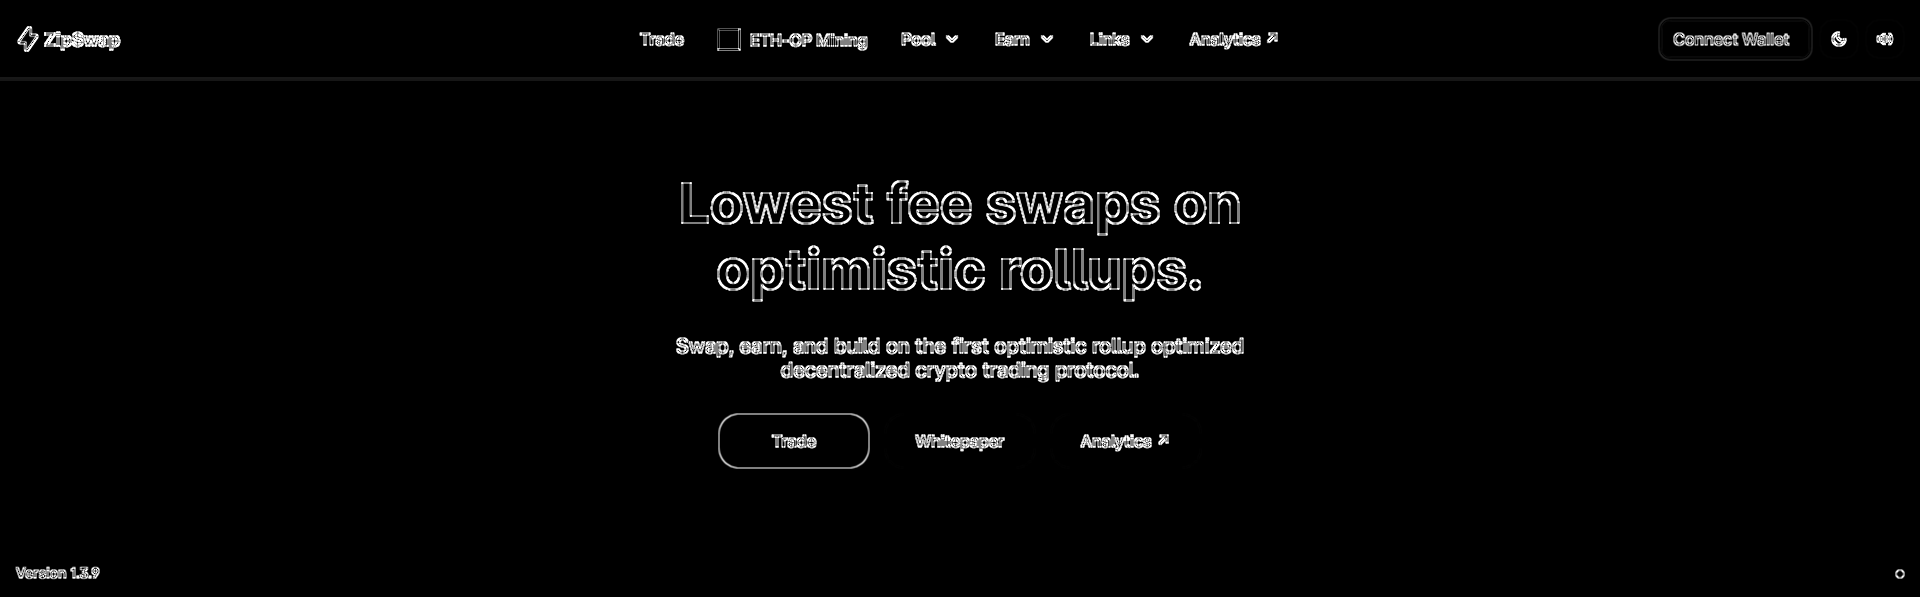 ZipSwap
Trade
ETH-OP Mining
Pool
Earn
Links
Analytics
Connect Wallet
Lowest fee swaps on
optimistic rollups.
Swap, earn, and build on the first optimistic rollup optimized
decentralized crypto trading protocol.
Trade
Whitepaper
Analytics
Version 1.3.9